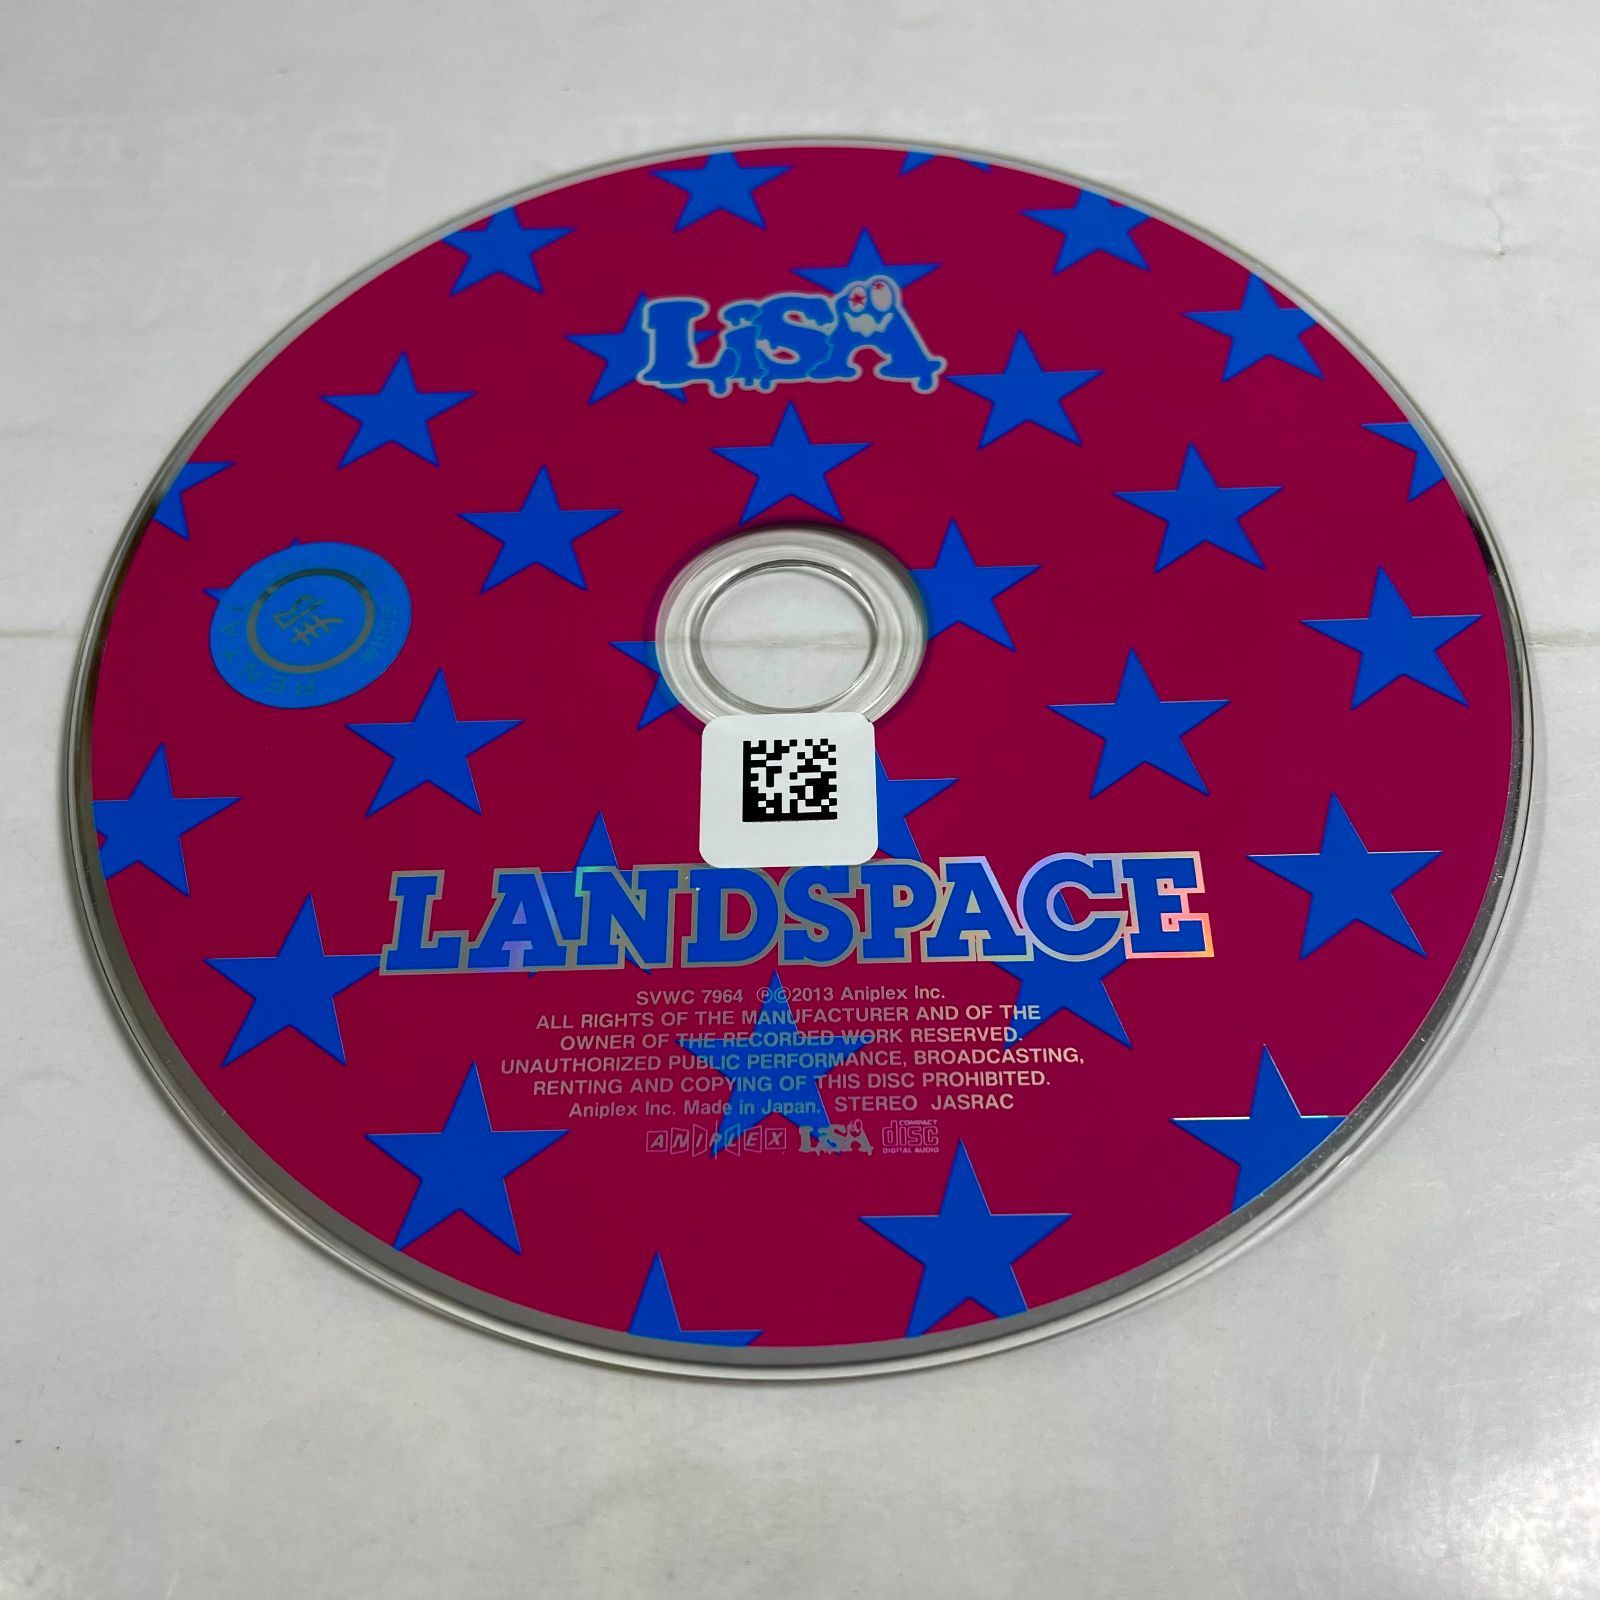 LiSA
RENTAL
LANDSPACE
SVWC 7964 ℗©2013 Aniplex Inc.
ALL RIGHTS OF THE MANUFACTURER AND OF THE
OWNER OF THE RECORDED WORK RESERVED.
UNAUTHORIZED PUBLIC PERFORMANCE, BROADCASTING,
RENTING AND COPYING OF THIS DISC PROHIBITED.
Aniplex Inc. Made in Japan. STEREO JASRAC
ANIPLEX LiSA COMPACT disc DIGITAL AUDIO